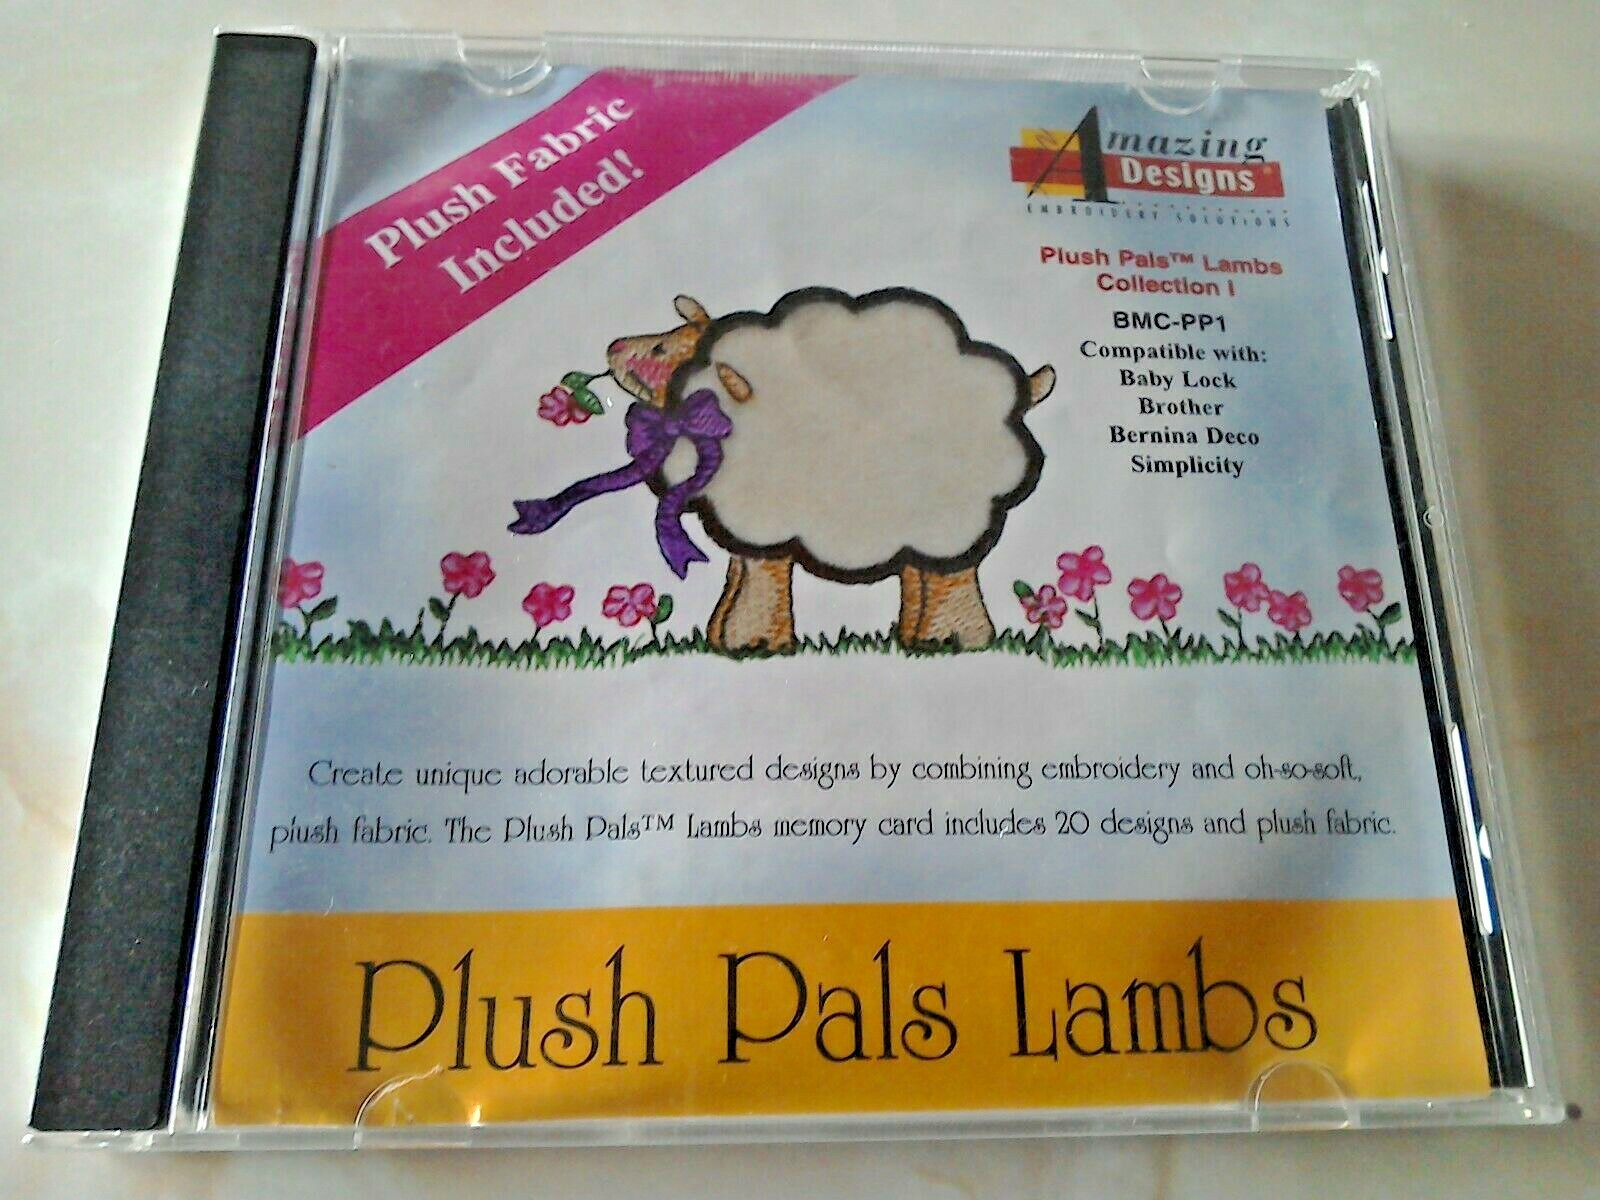 Plush Fabric
Included!
Amazing
Designs
EMBROIDERY SOLUTIONS
Plush Pals™ Lambs
Collection I
BMC-PP1
Compatible with:
Baby Lock
Brother
Bernina Deco
Simplicity
Create unique adorable textured designs by combining embroidery and oh-so-soft,
plush fabric. The Plush Pals™ Lambs memory card includes 20 designs and plush fabric.
Plush Pals Lambs